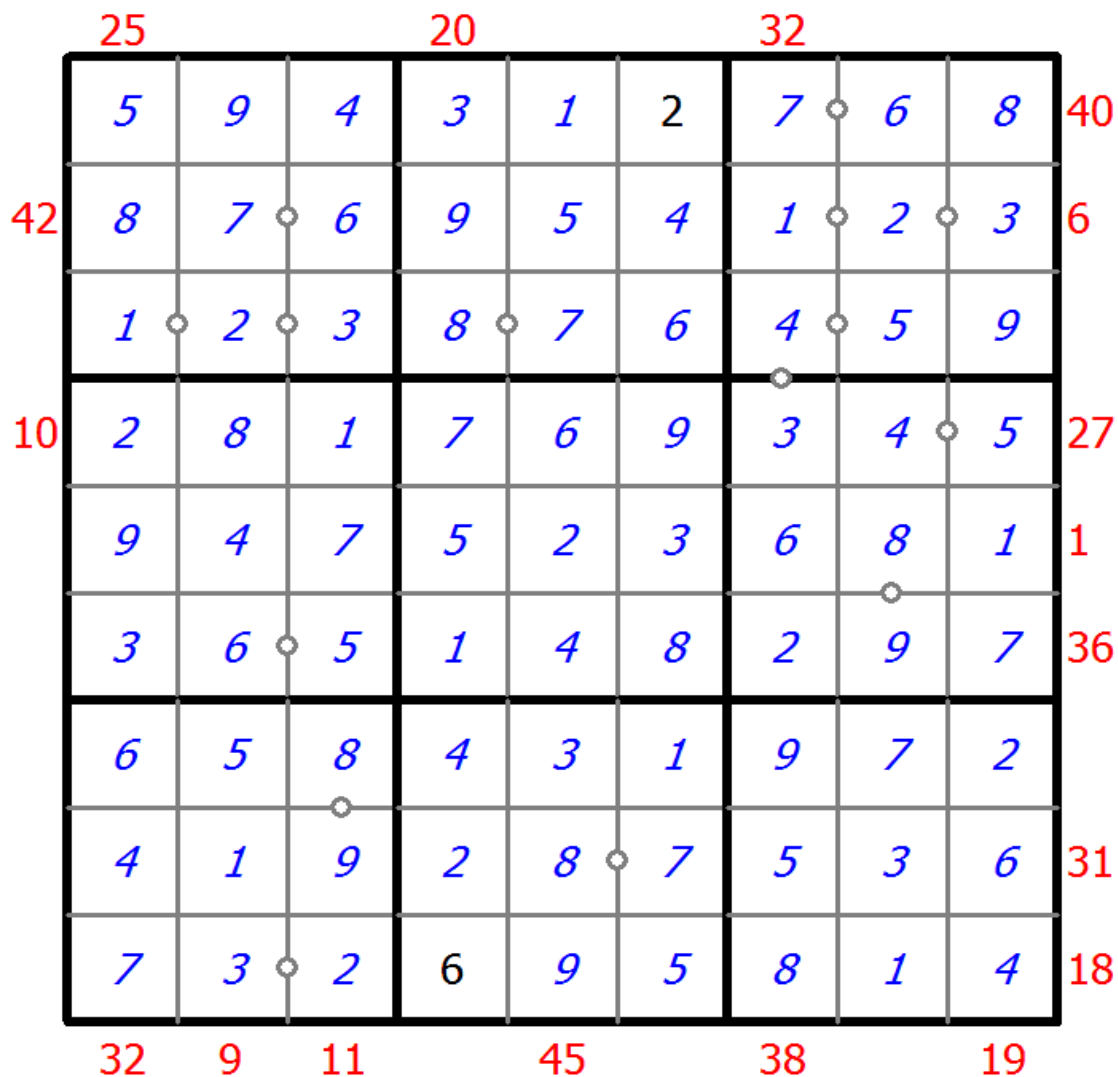 25 20 32
5 9 4 3 1 2 7 6 8 40
42 8 7 6 9 5 4 1 2 3 6
1 2 3 8 7 6 4 5 9
10 2 8 1 7 6 9 3 4 5 27
9 4 7 5 2 3 6 8 1 1
3 6 5 1 4 8 2 9 7 36
6 5 8 4 3 1 9 7 2
4 1 9 2 8 7 5 3 6 31
7 3 2 6 9 5 8 1 4 18
32 9 11 45 38 19